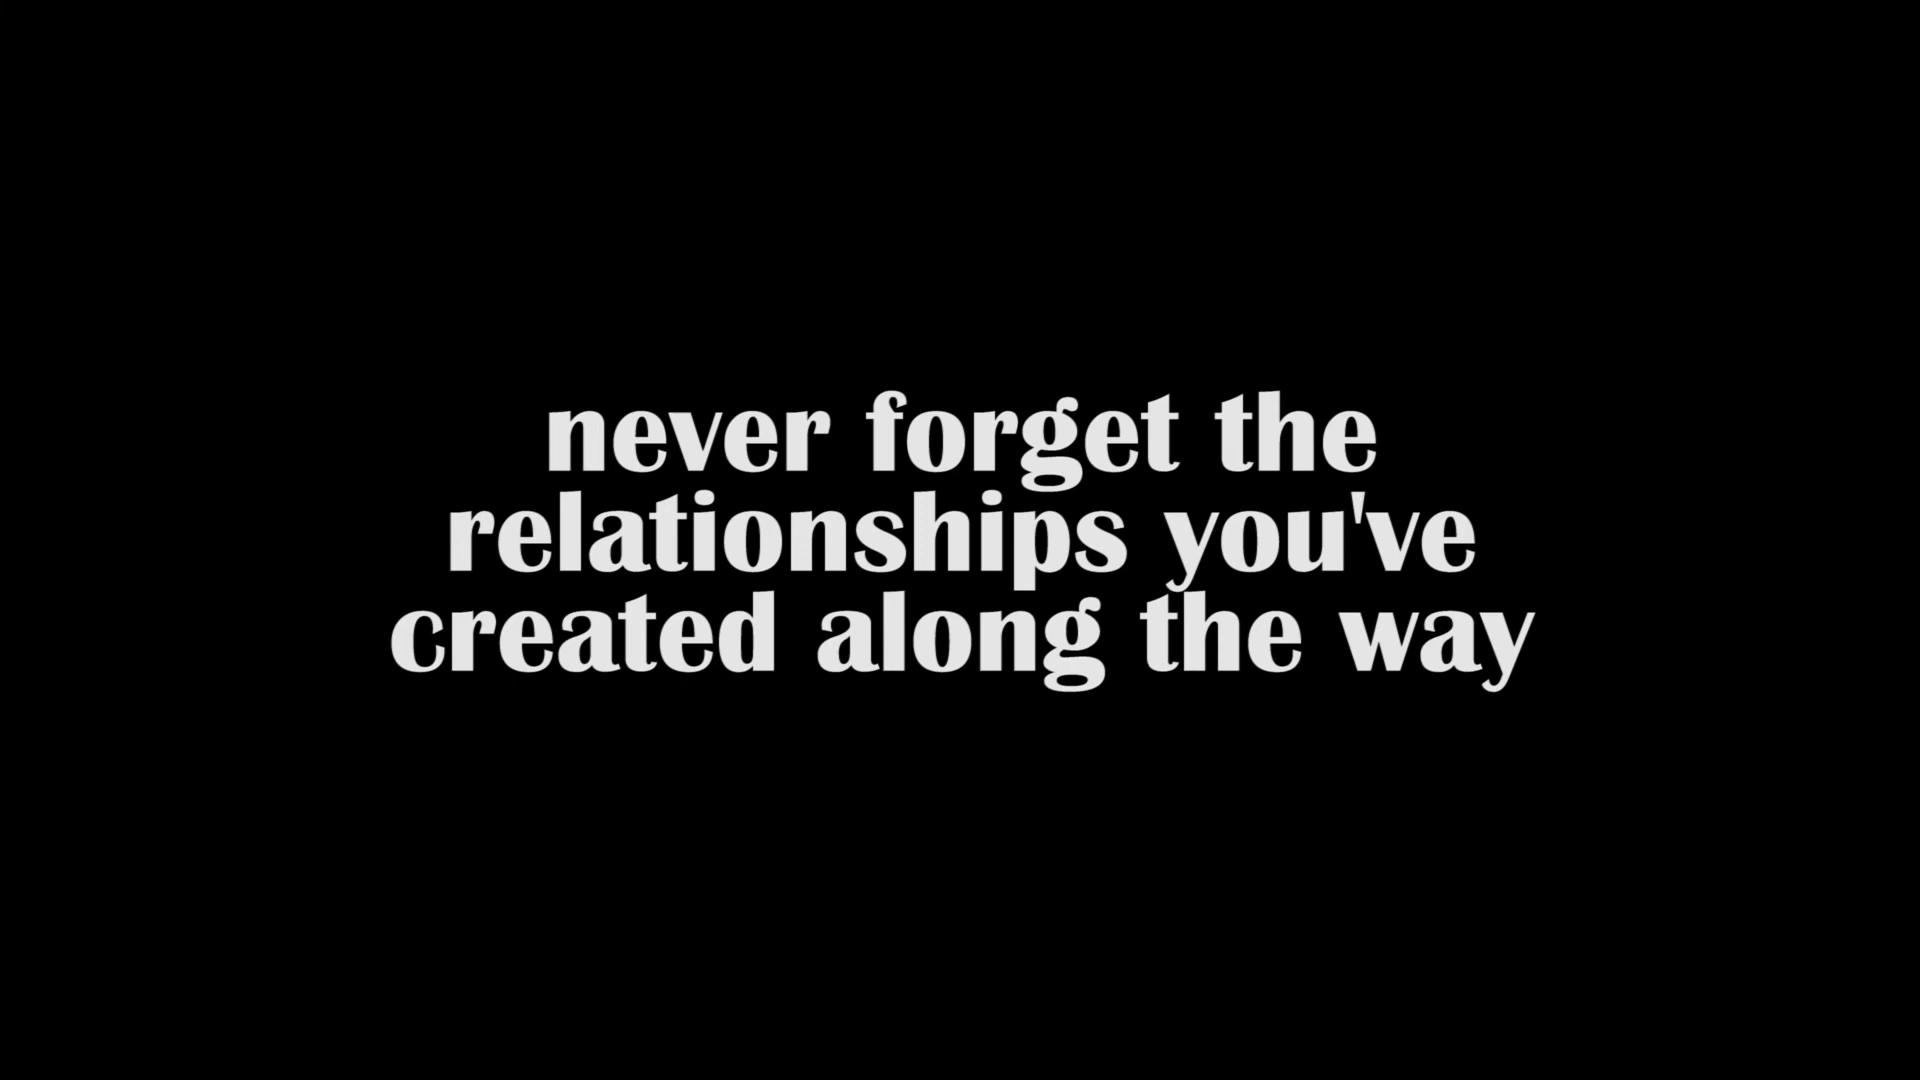 never forget the
relationships you've
created along the way